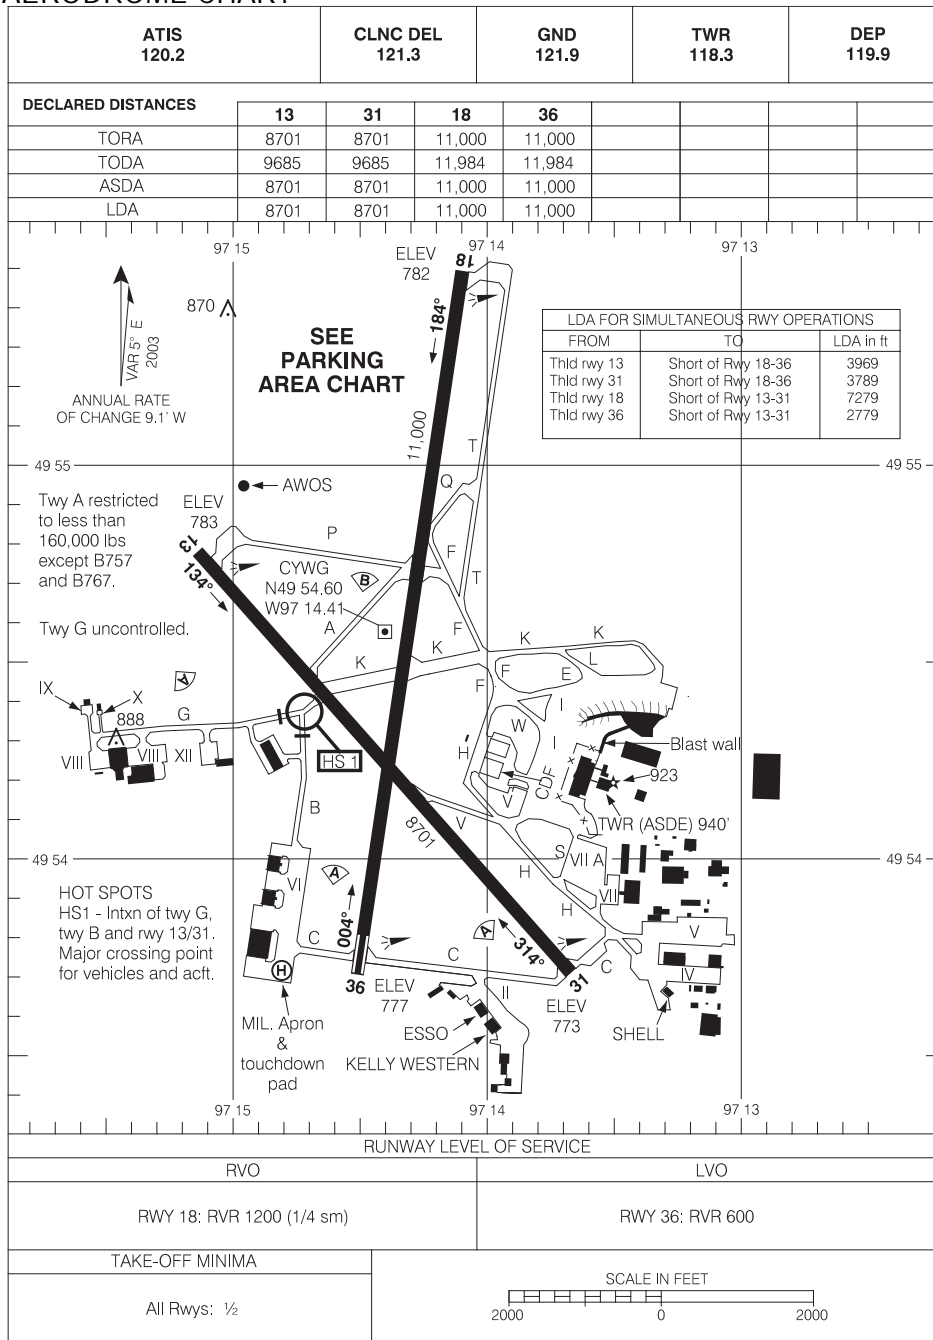 AERODROME CHART
ATIS
120.2
CLNC DEL
121.3
GND
121.9
TWR
118.3
DEP
119.9
DECLARED DISTANCES
13 31 18 36
TORA 8701 8701 11,000 11,000
TODA 9685 9685 11,984 11,984
ASDA 8701 8701 11,000 11,000
LDA 8701 8701 11,000 11,000
97 15
97 14
97 13
ELEV
782
18
184°
870
VAR 5° E
2003
ANNUAL RATE
OF CHANGE 9.1' W
SEE
PARKING
AREA CHART
LDA FOR SIMULTANEOUS RWY OPERATIONS
FROM TO LDA in ft
Thld rwy 13 Short of Rwy 18-36 3969
Thld rwy 31 Short of Rwy 18-36 3789
Thld rwy 18 Short of Rwy 13-31 7279
Thld rwy 36 Short of Rwy 13-31 2779
11,000
T
49 55
49 55
AWOS
Q
Twy A restricted
to less than
160,000 lbs
except B757
and B767.
ELEV
783
13
134°
P
F
T
CYWG
N49 54.60
W97 14.41
B
Twy G uncontrolled.
A
F
K
K
K
K
L
F
E
F
A
IX
X
G
888
VIII
VIII
XII
HS 1
I
W
H
I
CDF
V
Blast wall
923
TWR (ASDE) 940'
B
8701
V
49 54
49 54
S
VII A
H
VII
H
V
IV
HOT SPOTS
HS1 - Intxn of twy G,
twy B and rwy 13/31.
Major crossing point
for vehicles and acft.
VI
A
004°
C
A
314°
C
C
H
36
ELEV
777
II
31
ELEV
773
MIL. Apron
&
touchdown
pad
ESSO
KELLY WESTERN
SHELL
97 15
97 14
97 13
RUNWAY LEVEL OF SERVICE
RVO
LVO
RWY 18: RVR 1200 (1/4 sm)
RWY 36: RVR 600
TAKE-OFF MINIMA
All Rwys: ½
SCALE IN FEET
2000 0 2000